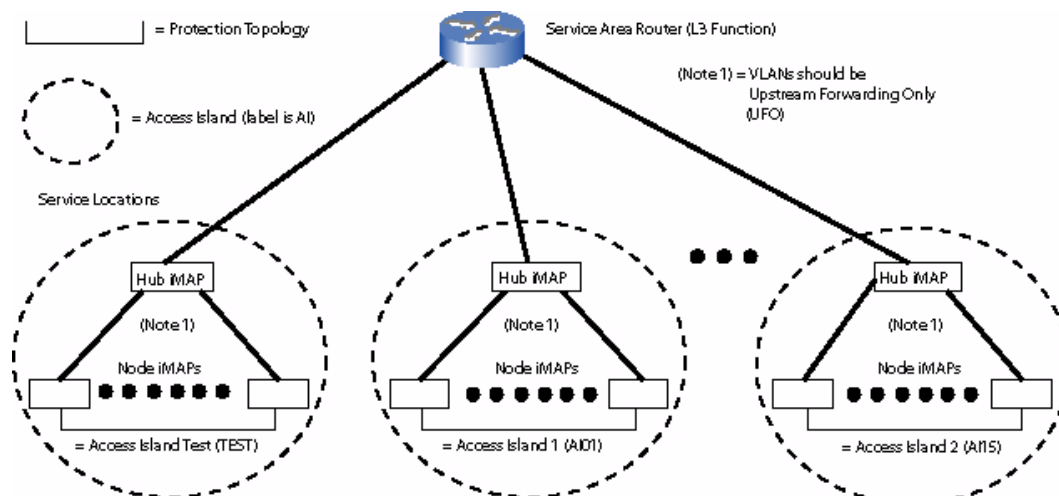 = Protection Topology
Service Area Router (L3 Function)
(Note 1) = VLANs should be
Upstream Forwarding Only
(UFO)
= Access Island (label is AI)
Service Locations
Hub iMAP
Hub iMAP
Hub iMAP
(Note 1)
(Note 1)
(Note 1)
Node iMAPs
Node iMAPs
Node iMAPs
= Access Island Test (TEST)
= Access Island 1 (AI01)
= Access Island 2 (AI15)